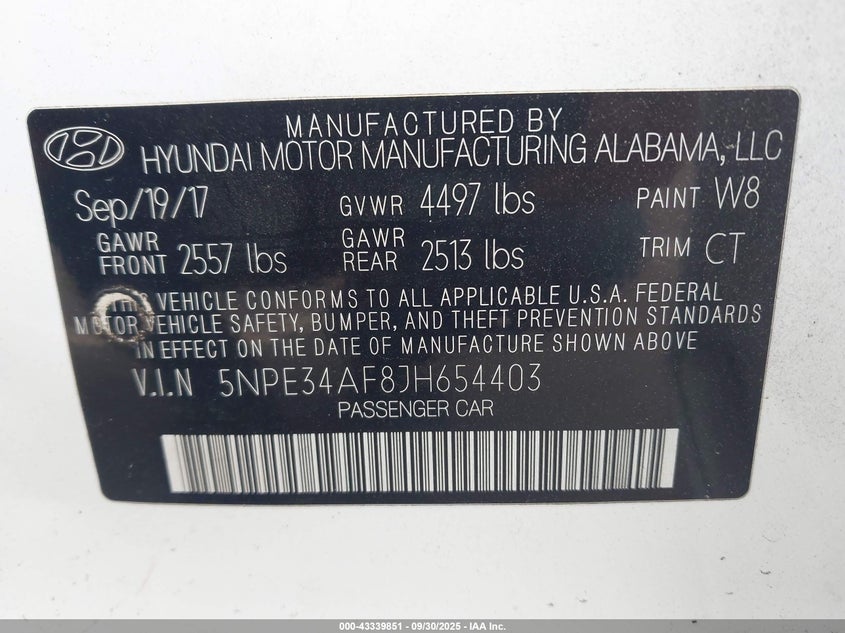 MANUFACTURED BY
HYUNDAI MOTOR MANUFACTURING ALABAMA, LLC
Sep/19/17 GVWR 4497 lbs PAINT W8
GAWR FRONT 2557 lbs GAWR REAR 2513 lbs TRIM CT
THIS VEHICLE CONFORMS TO ALL APPLICABLE U.S.A. FEDERAL
MOTOR VEHICLE SAFETY, BUMPER, AND THEFT PREVENTION STANDARDS
IN EFFECT ON THE DATE OF MANUFACTURE SHOWN ABOVE
V.I.N 5NPE34AF8JH654403
PASSENGER CAR
000-43339851 - 09/30/2025 - IAA Inc.